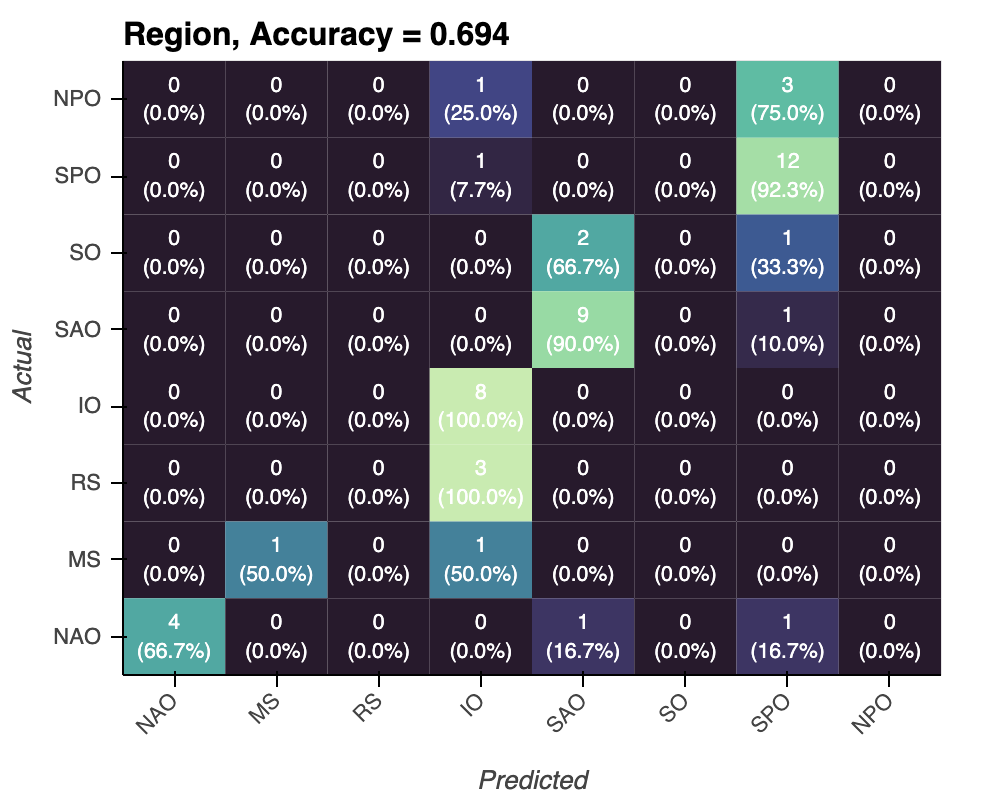 Region, Accuracy = 0.694
NPO 0 0 0 1 0 0 3 0
(0.0%) (0.0%) (0.0%) (25.0%) (0.0%) (0.0%) (75.0%) (0.0%)
SPO 0 0 0 1 0 0 12 0
(0.0%) (0.0%) (0.0%) (7.7%) (0.0%) (0.0%) (92.3%) (0.0%)
SO 0 0 0 0 2 0 1 0
(0.0%) (0.0%) (0.0%) (0.0%) (66.7%) (0.0%) (33.3%) (0.0%)
SAO 0 0 0 0 9 0 1 0
(0.0%) (0.0%) (0.0%) (0.0%) (90.0%) (0.0%) (10.0%) (0.0%)
IO 0 0 0 8 0 0 0 0
(0.0%) (0.0%) (0.0%) (100.0%) (0.0%) (0.0%) (0.0%) (0.0%)
RS 0 0 0 3 0 0 0 0
(0.0%) (0.0%) (0.0%) (100.0%) (0.0%) (0.0%) (0.0%) (0.0%)
MS 0 1 0 1 0 0 0 0
(0.0%) (50.0%) (0.0%) (50.0%) (0.0%) (0.0%) (0.0%) (0.0%)
NAO 4 0 0 0 1 0 1 0
(66.7%) (0.0%) (0.0%) (0.0%) (16.7%) (0.0%) (16.7%) (0.0%)
Actual
NAO MS RS IO SAO SO SPO NPO
Predicted